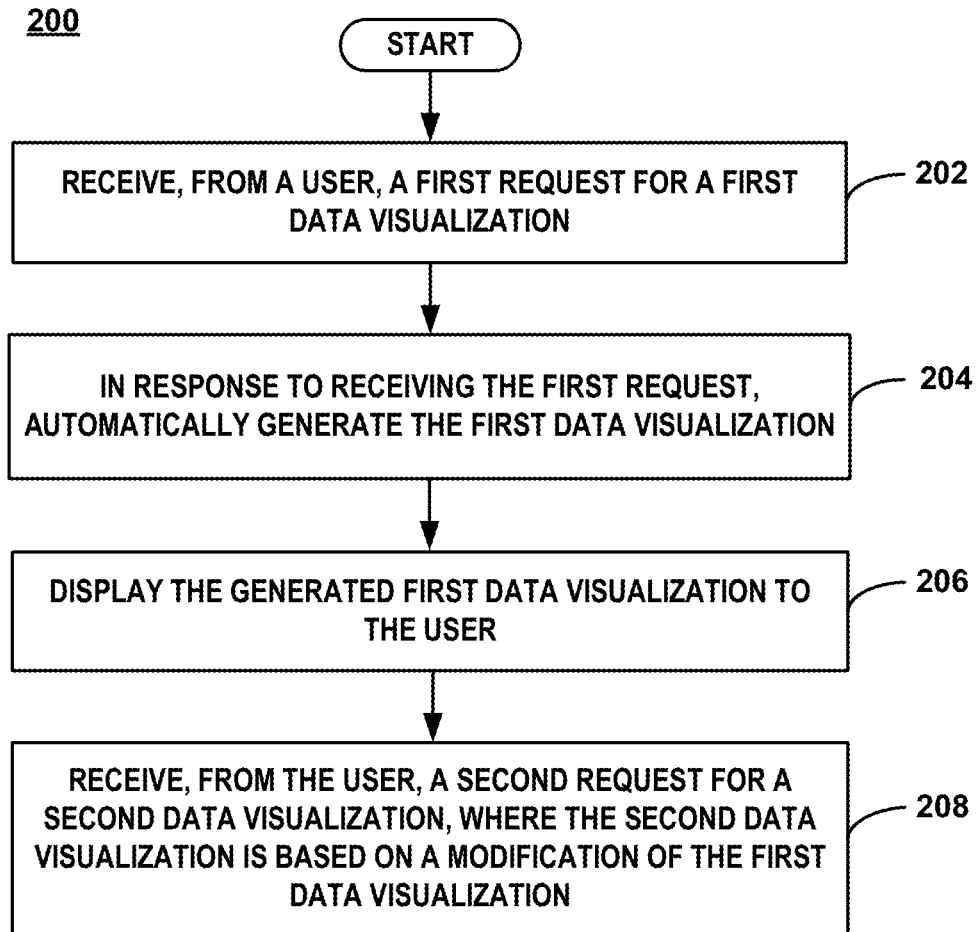 200
START
RECEIVE, FROM A USER, A FIRST REQUEST FOR A FIRST
DATA VISUALIZATION
202
IN RESPONSE TO RECEIVING THE FIRST REQUEST,
AUTOMATICALLY GENERATE THE FIRST DATA VISUALIZATION
204
DISPLAY THE GENERATED FIRST DATA VISUALIZATION TO
THE USER
206
RECEIVE, FROM THE USER, A SECOND REQUEST FOR A
SECOND DATA VISUALIZATION, WHERE THE SECOND DATA
VISUALIZATION IS BASED ON A MODIFICATION OF THE FIRST
DATA VISUALIZATION
208